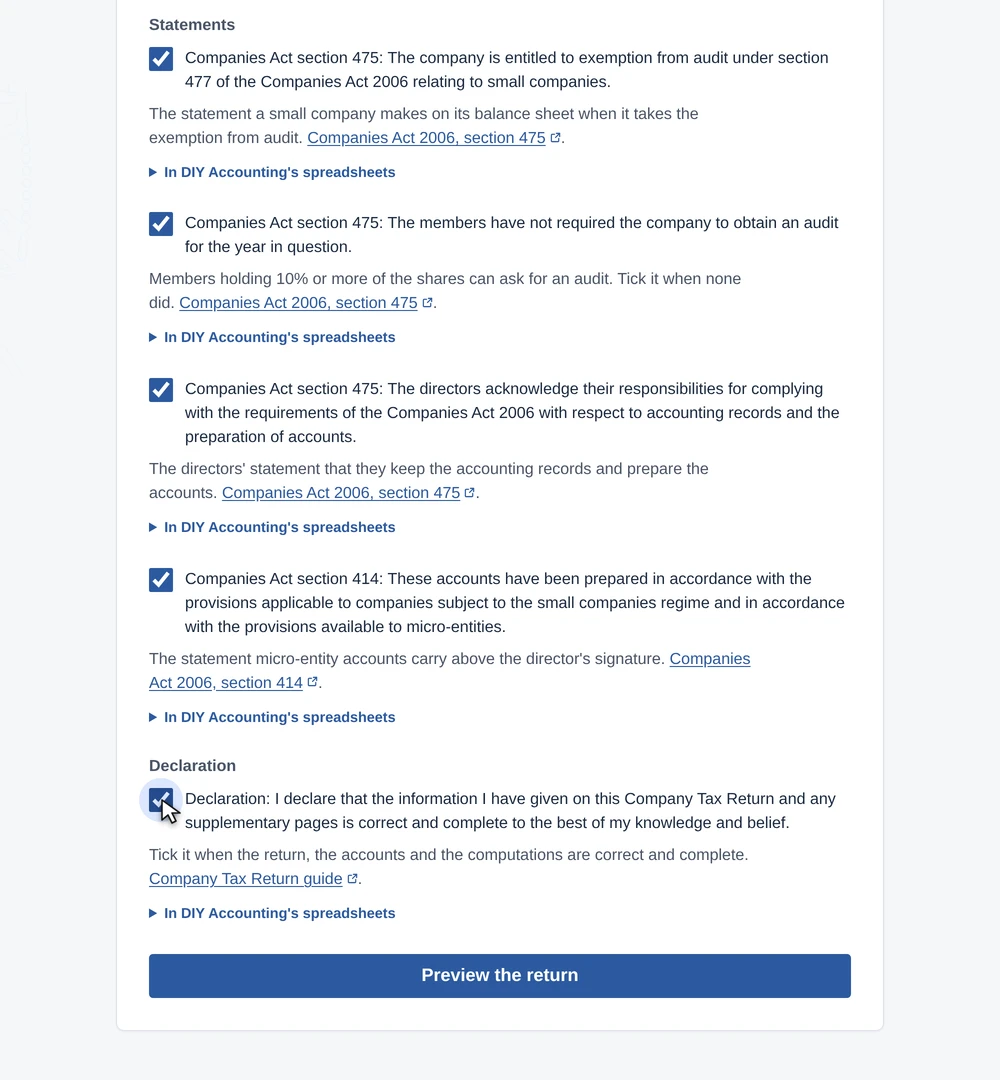 Statements
Companies Act section 475: The company is entitled to exemption from audit under section
477 of the Companies Act 2006 relating to small companies.
The statement a small company makes on its balance sheet when it takes the
exemption from audit. Companies Act 2006, section 475.
In DIY Accounting's spreadsheets
Companies Act section 475: The members have not required the company to obtain an audit
for the year in question.
Members holding 10% or more of the shares can ask for an audit. Tick it when none
did. Companies Act 2006, section 475.
In DIY Accounting's spreadsheets
Companies Act section 475: The directors acknowledge their responsibilities for complying
with the requirements of the Companies Act 2006 with respect to accounting records and the
preparation of accounts.
The directors' statement that they keep the accounting records and prepare the
accounts. Companies Act 2006, section 475.
In DIY Accounting's spreadsheets
Companies Act section 414: These accounts have been prepared in accordance with the
provisions applicable to companies subject to the small companies regime and in accordance
with the provisions available to micro-entities.
The statement micro-entity accounts carry above the director's signature. Companies
Act 2006, section 414.
In DIY Accounting's spreadsheets
Declaration
Declaration: I declare that the information I have given on this Company Tax Return and any
supplementary pages is correct and complete to the best of my knowledge and belief.
Tick it when the return, the accounts and the computations are correct and complete.
Company Tax Return guide.
In DIY Accounting's spreadsheets
Preview the return